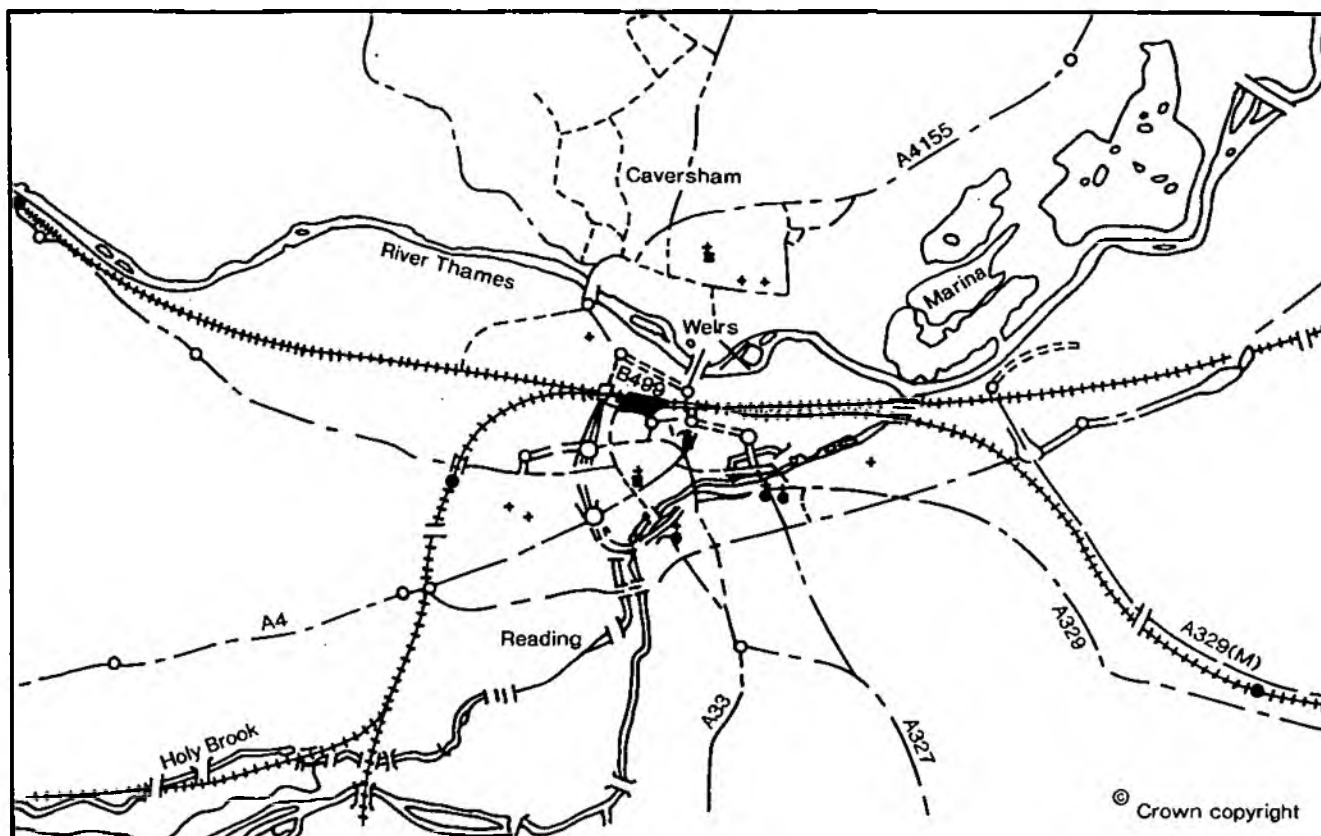 A4155
Caversham
River Thames
Marina
Weirs
B499
A4
Reading
A329
A329(M)
A33
A327
Holy Brook
© Crown copyright